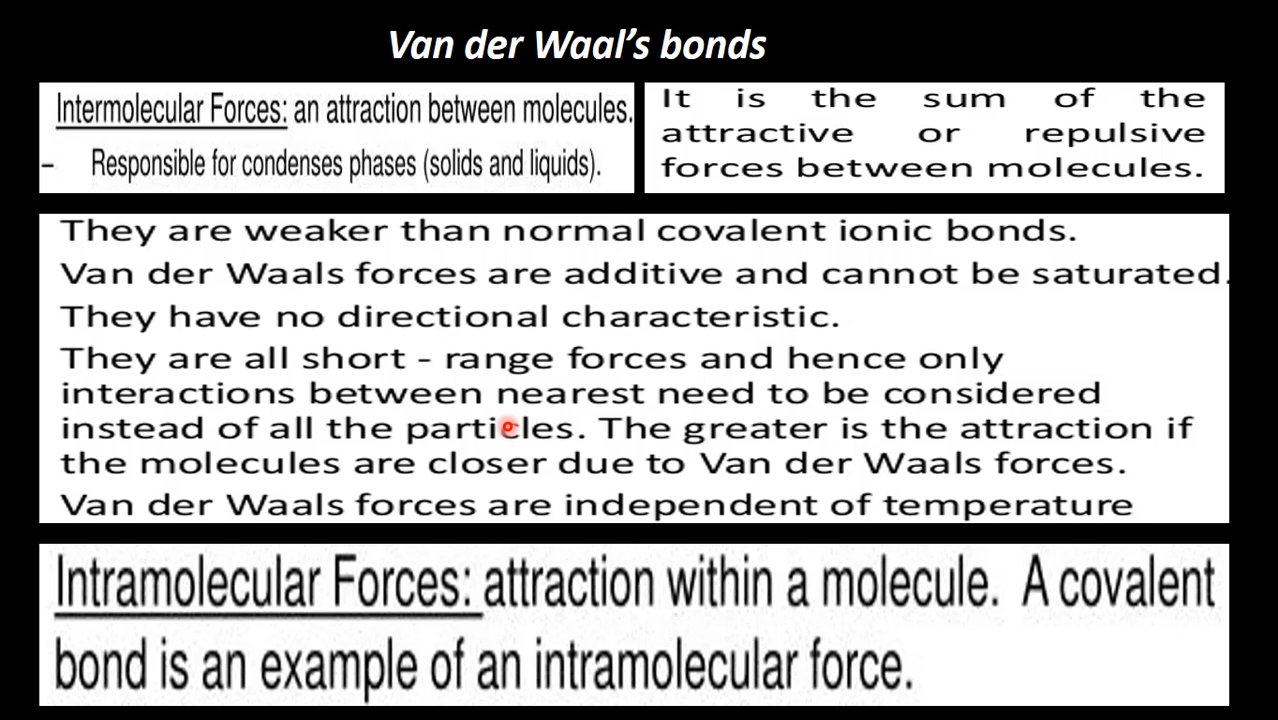 Van der Waal's bonds
Intermolecular Forces: an attraction between molecules.
– Responsible for condenses phases (solids and liquids).
It is the sum of the
attractive or repulsive
forces between molecules.
They are weaker than normal covalent ionic bonds.
Van der Waals forces are additive and cannot be saturated.
They have no directional characteristic.
They are all short - range forces and hence only
interactions between nearest need to be considered
instead of all the particles. The greater is the attraction if
the molecules are closer due to Van der Waals forces.
Van der Waals forces are independent of temperature
Intramolecular Forces: attraction within a molecule. A covalent
bond is an example of an intramolecular force.